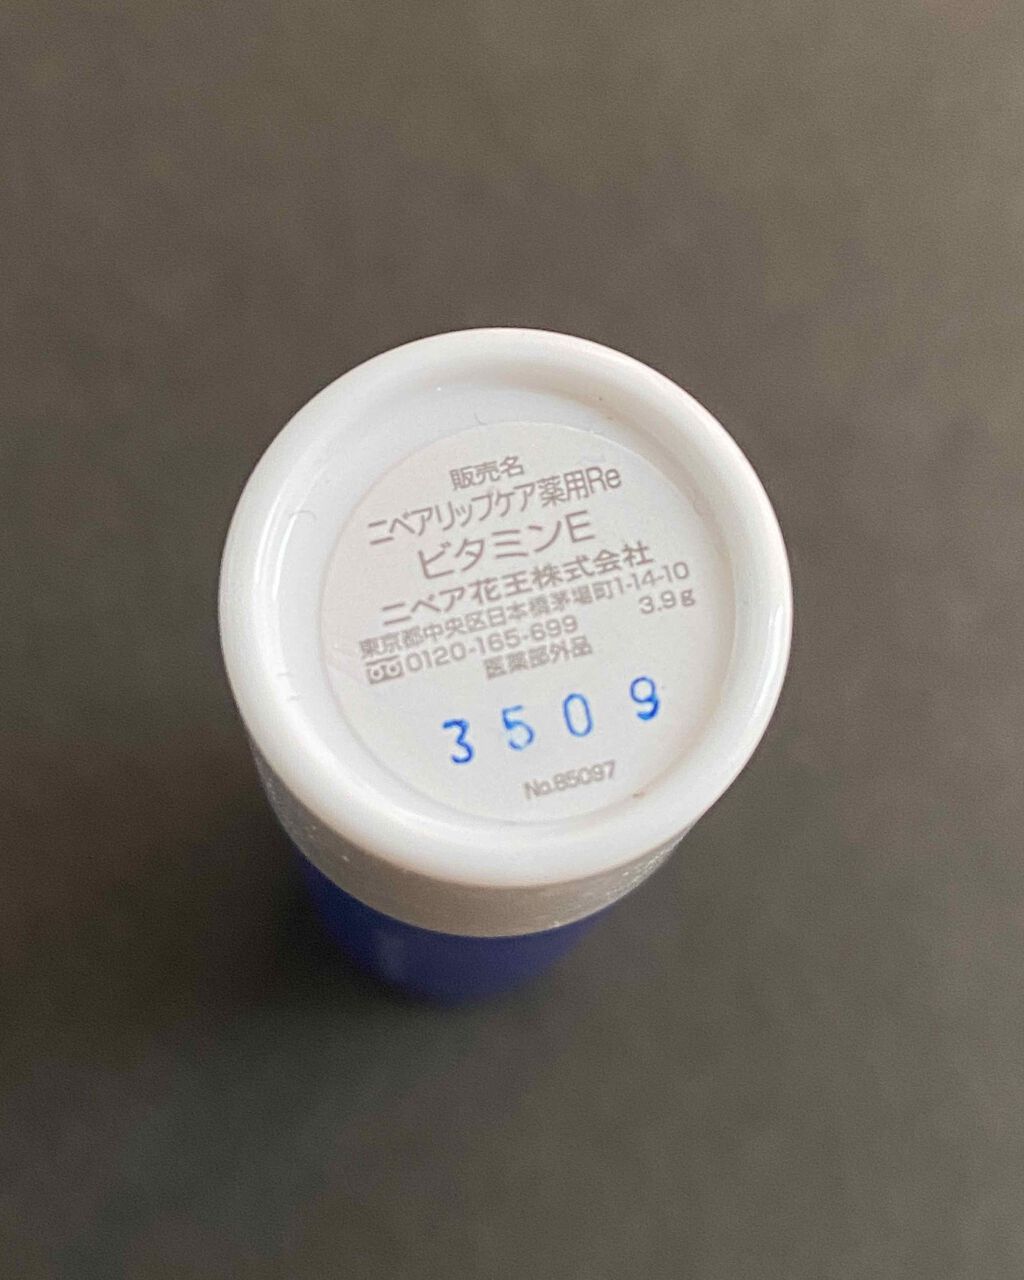 販売名
ニベアリップケア薬用Re
ビタミンE
ニベア花王株式会社
東京都中央区日本橋茅場町1-14-10
0120-165-699 3.9g
医薬部外品
3509
No.85097